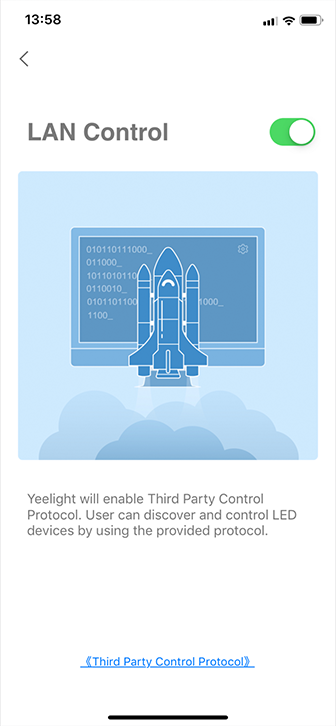 13:58
LAN Control
010110111000_
011000_
1011010110
0110010_
0101101100 1000_
1100_
Yeelight will enable Third Party Control
Protocol. User can discover and control LED
devices by using the provided protocol.
《Third Party Control Protocol》